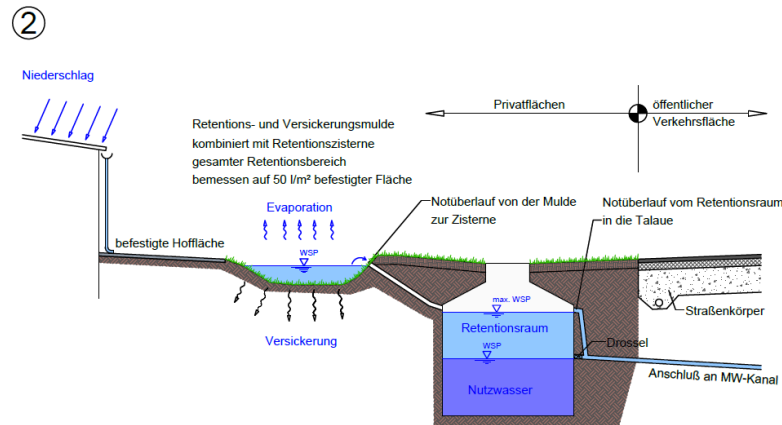 2
Niederschlag
Privatflächen
öffentlicher
Verkehrsfläche
Retentions- und Versickerungsmulde
kombiniert mit Retentionszisterne
gesamter Retentionsbereich
bemessen auf 50 l/m² befestigter Fläche
Evaporation
Notüberlauf von der Mulde
zur Zisterne
Notüberlauf vom Retentionsraum
in die Talaue
befestigte Hoffläche
WSP
max. WSP
Retentionsraum
Straßenkörper
Versickerung
WSP
Drossel
Anschluß an MW-Kanal
Nutzwasser